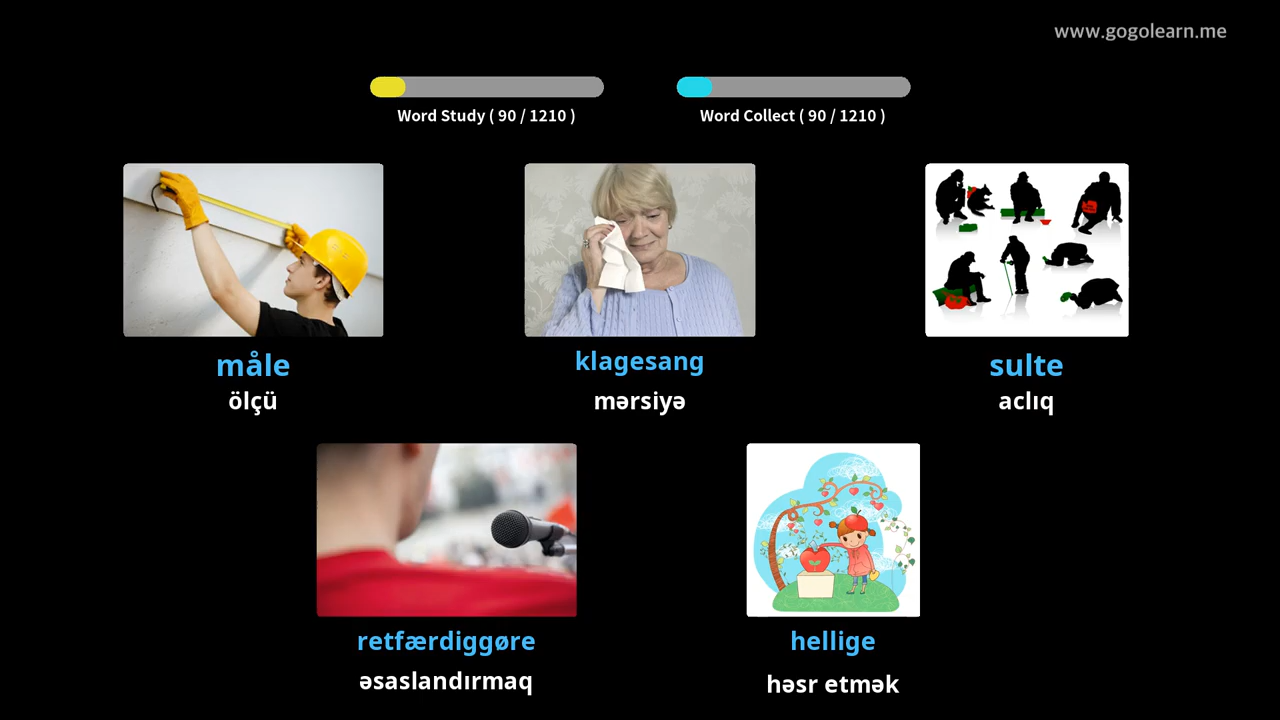 www.gogolearn.me
Word Study ( 90 / 1210 )
Word Collect ( 90 / 1210 )
måle
ölçü
klagesang
mərsiyə
sulte
aclıq
retfærdiggøre
əsaslandırmaq
hellige
həsr etmək